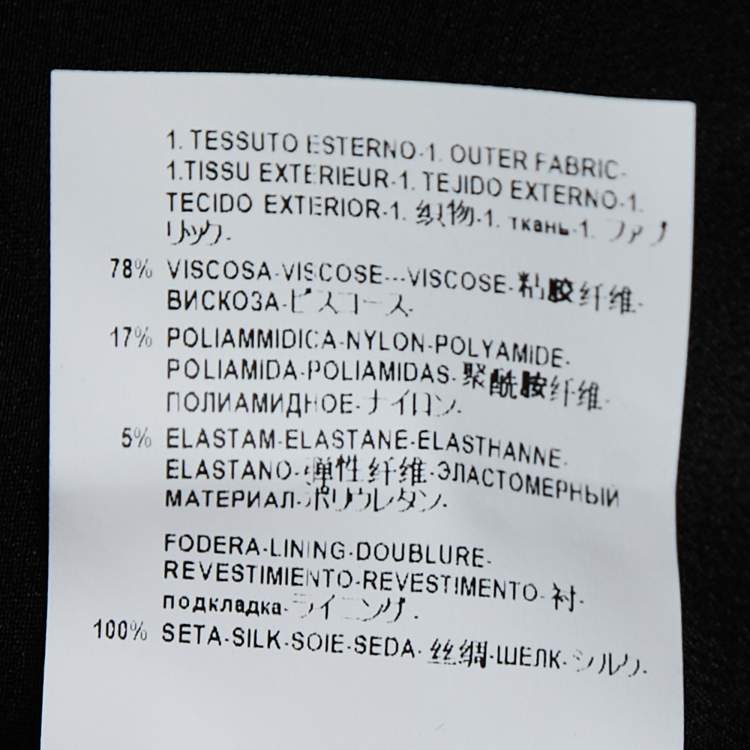 1. TESSUTO ESTERNO-1. OUTER FABRIC-
1.TISSU EXTERIEUR-1. TEJIDO EXTERNO-1.
TECIDO EXTERIOR-1. 织物-1. ткань-1. ファブ
リック-
78% VISCOSA-VISCOSE---VISCOSE-粘胶纤维-
ВИСКОЗА-ビスコース-
17% POLIAMMIDICA-NYLON-POLYAMIDE-
POLIAMIDA-POLIAMIDAS-聚酰胺纤维-
ПОЛИАМИДНОЕ-ナイロン-
5% ELASTAM-ELASTANE-ELASTHANNE-
ELASTANO-弹性纤维-ЭЛАСТОМЕРНЫЙ
МАТЕРИАЛ-ポリウレタン-
FODERA-LINING-DOUBLURE-
REVESTIMIENTO-REVESTIMENTO-衬-
подкладка-ライニング-
100% SETA-SILK-SOIE-SEDA-丝绸-ШЕЛК-シルク-